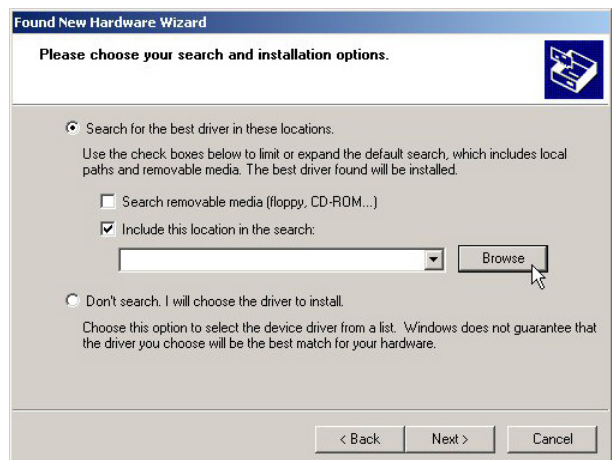 Found New Hardware Wizard
Please choose your search and installation options.
Search for the best driver in these locations.
Use the check boxes below to limit or expand the default search, which includes local
paths and removable media. The best driver found will be installed.
Search removable media (floppy, CD-ROM...)
Include this location in the search:
Browse
Don't search. I will choose the driver to install.
Choose this option to select the device driver from a list. Windows does not guarantee that
the driver you choose will be the best match for your hardware.
< Back Next > Cancel